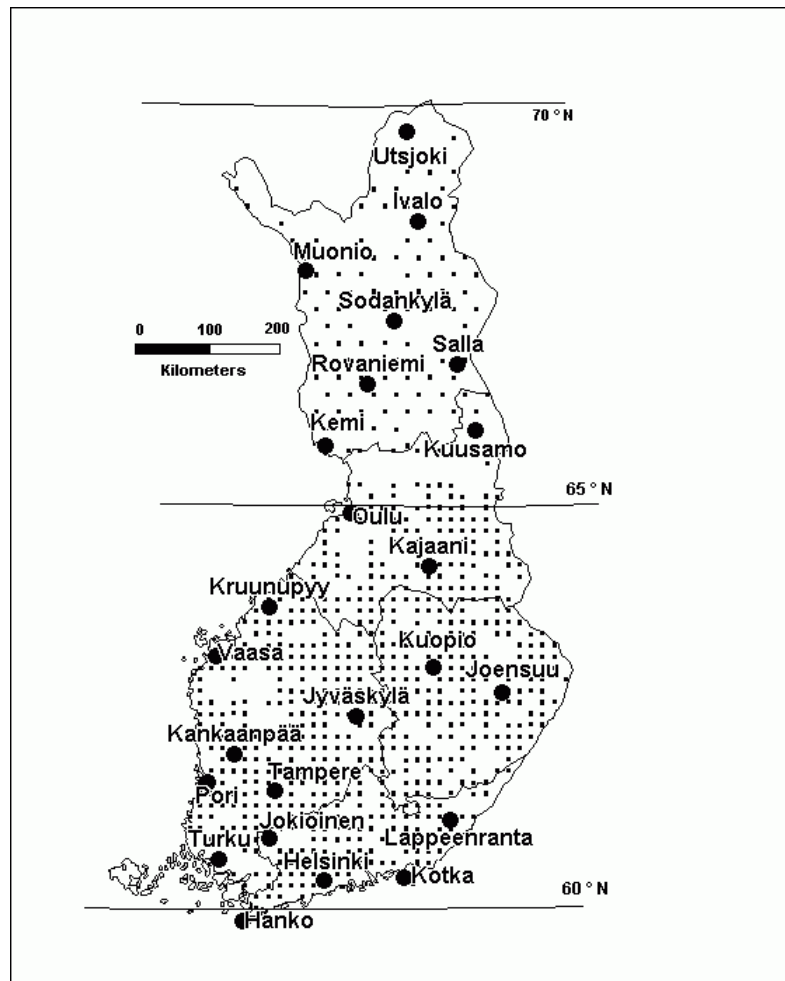 70 ° N
Utsjoki
Ivalo
Muonio
Sodankylä
0 100 200
Kilometers
Salla
Rovaniemi
Kemi
Kuusamo
65 ° N
Oulu
Kajaani
Kruunupyy
Kuopio
Vaasa
Joensuu
Jyväskylä
Kankaanpää
Tampere
Pori
Jokioinen
Turku
Lappeenranta
Helsinki
Kotka
60 ° N
Hanko